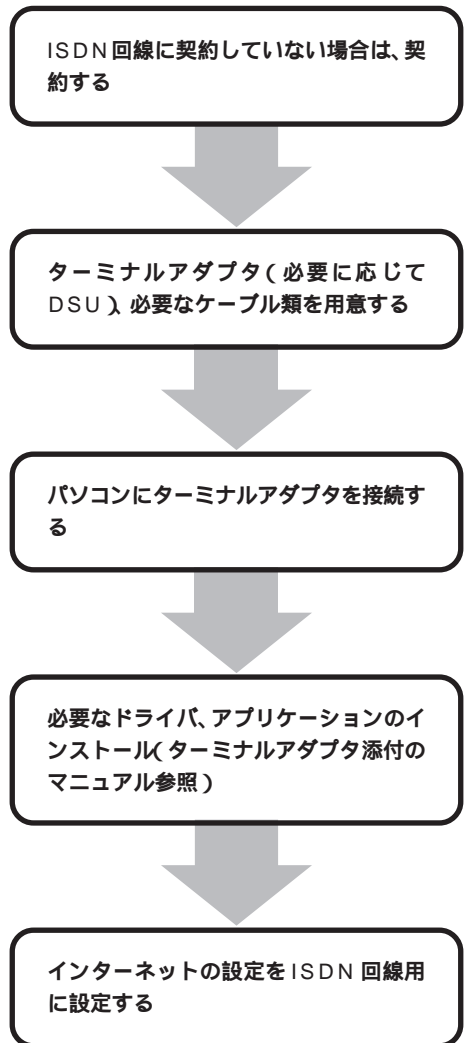 ISDN回線に契約していない場合は、契
約する
ターミナルアダプタ(必要に応じて
DSU)、必要なケーブル類を用意する
パソコンにターミナルアダプタを接続す
る
必要なドライバ、アプリケーションのイ
ンストール(ターミナルアダプタ添付の
マニュアル参照)
インターネットの設定をISDN回線用
に設定する